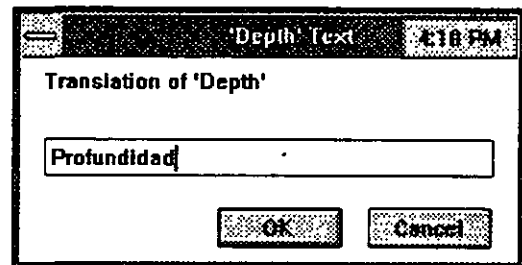 'Depth' Text 4:18 PM
Translation of 'Depth'
Profundidad
OK Cancel